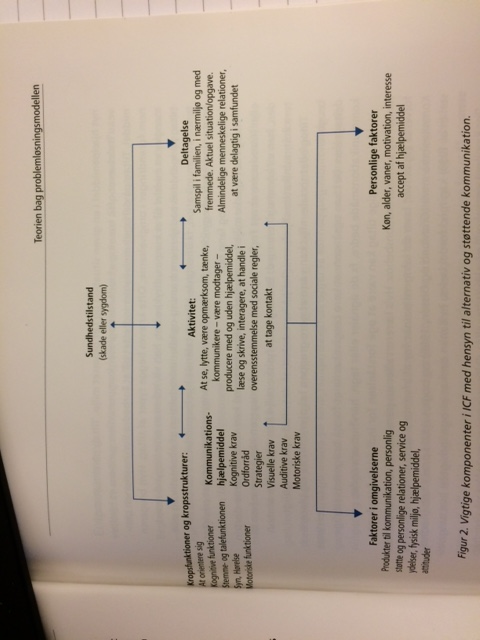 Teorien bag problemløsningsmodellen
Sundhedstilstand
(skade eller sygdom)
Kropsfunktioner og kropsstrukturer:
At orientere sig
Kognitive funktioner
Stemme- og talefunktionen
Syn, Hørelse
Motoriske funktioner
Kommunikations-
hjælpemiddel
Kognitive krav
Ordforråd
Strategier
Visuelle krav
Auditive krav
Motoriske krav
Aktivitet:
At se, lytte, være opmærksom, tænke,
kommunikere – være modtager –
producere med og uden hjælpemiddel,
læse og skrive, interagere, at handle i
overensstemmelse med sociale regler,
at tage kontakt
Deltagelse
Samspil i familien, i nærmiljø og med
fremmede. Aktuel situation/opgave.
Almindelige menneskelige relationer,
at være delagtig i samfundet
Faktorer i omgivelserne
Produkter til kommunikation, personlig
støtte og personlige relationer, service og
ydelser, fysisk miljø, hjælpemiddel,
attituder
Personlige faktorer
Køn, alder, vaner, motivation, interesse
accept af hjælpemiddel
Figur 2. Vigtige komponenter i ICF med hensyn til alternativ og støttende kommunikation.